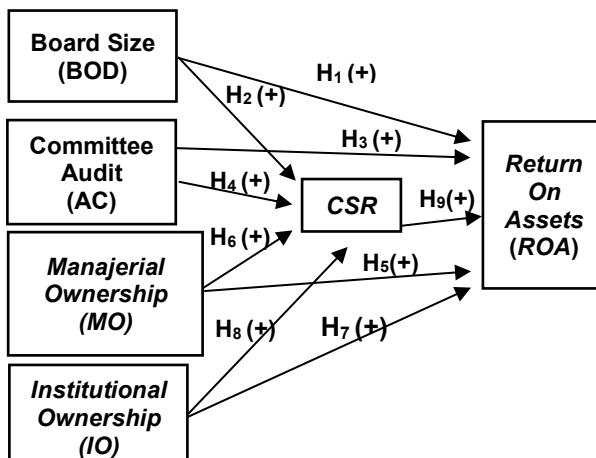 Board Size
(BOD)
H₁ (+)
H₂ (+)
Committee
Audit
(AC)
H₃ (+)
H₄ (+)
CSR
H₉(+)
Return
On
Assets
(ROA)
H₆ (+)
Manajerial
Ownership
(MO)
H₅(+)
H₈ (+)
H₇ (+)
Institutional
Ownership
(IO)